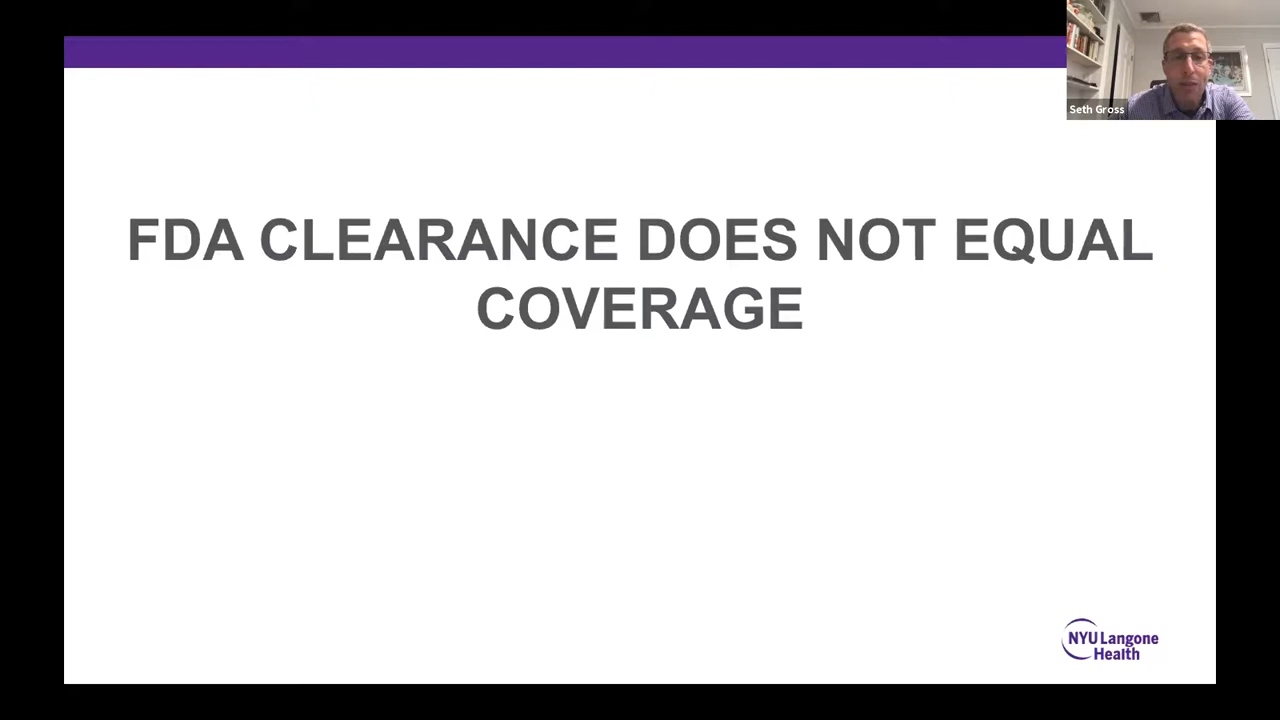 Seth Gross
FDA CLEARANCE DOES NOT EQUAL
COVERAGE
NYU Langone
Health